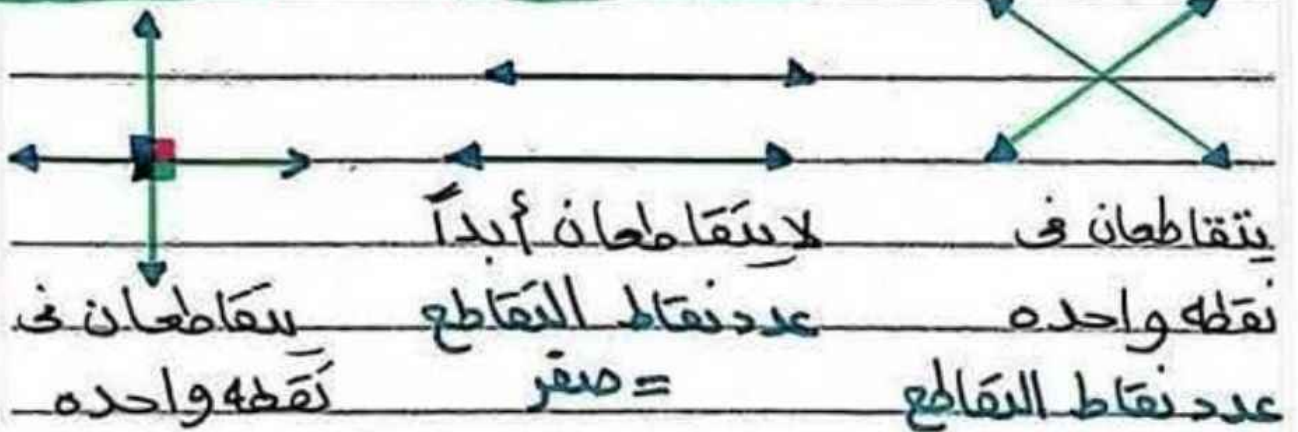 يتقاطعان فى
نقطه واحده
عدد نقاط التقاطع
لا يتقاطعان أبداً
عدد نقاط التقاطع
= صفر
يتقاطعان فى
نقطه واحده